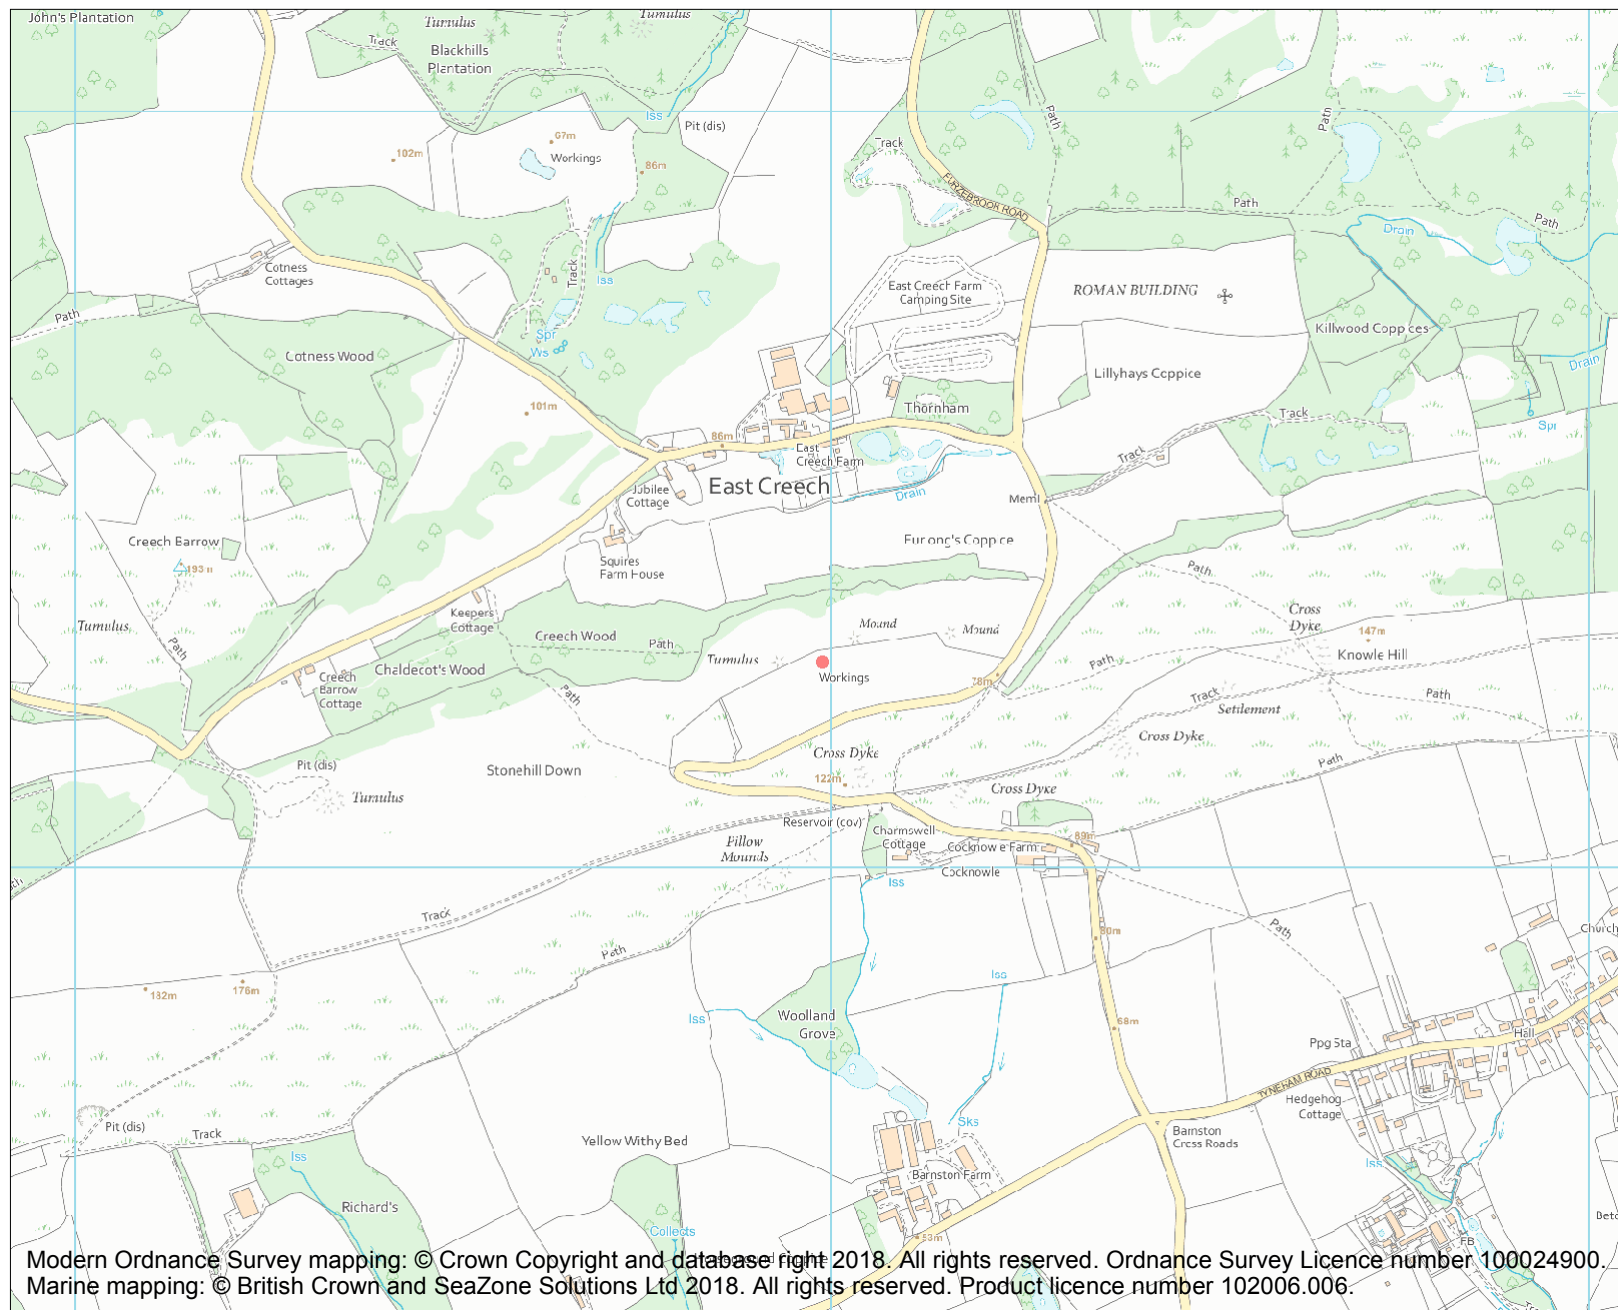 John's Plantation
Tumulus
Tumulus
Track
Blackhills
Plantation
Iss
Pit (dis)
Path
Path
67m
Workings
102m
86m
Track
FURZEBROOK ROAD
Path
Path
Drain
Cotness
Cottages
Track
Iss
East Creech Farm
Camping Site
ROMAN BUILDING
Path
Spr
Ws
Killwood Coppices
Cotness Wood
Drain
Lillyhays Coppice
101m
Thornham
Track
Spr
86m
East
Creech Farm
Track
East Creech
Jubilee
Cottage
Drain
Meml
Creech Barrow
193m
Furlong's Coppice
Squires
Farm House
Path
Keepers
Cottage
Tumulus
Path
Creech Wood
Path
Mound
Mound
Cross
Dyke
147m
Knowle Hill
Tumulus
Workings
Path
Chaldecot's Wood
Creech
Barrow
Cottage
78m
Path
Track
Path
Settlement
Cross Dyke
Cross Dyke
Pit (dis)
Stonehill Down
122m
Path
Tumulus
Cross Dyke
Reservoir (cov)
Charmswell
Cottage
Pillow
Mounds
Cocknowle Farm
89m
Cocknowle
Iss
Track
Path
Path
80m
Church
182m
176m
Iss
Iss
Woolland
Grove
68m
Hall
Ppg Sta
TYNEHAM ROAD
Hedgehog
Cottage
Pit (dis)
Track
Sks
Barnston
Cross Roads
Yellow Withy Bed
Iss
Iss
Barnston Farm
Richard's
Collects
53m
FB
Modern Ordnance Survey mapping: © Crown Copyright and database right 2018. All rights reserved. Ordnance Survey Licence number 100024900.
Marine mapping: © British Crown and SeaZone Solutions Ltd 2018. All rights reserved. Product licence number 102006.006.